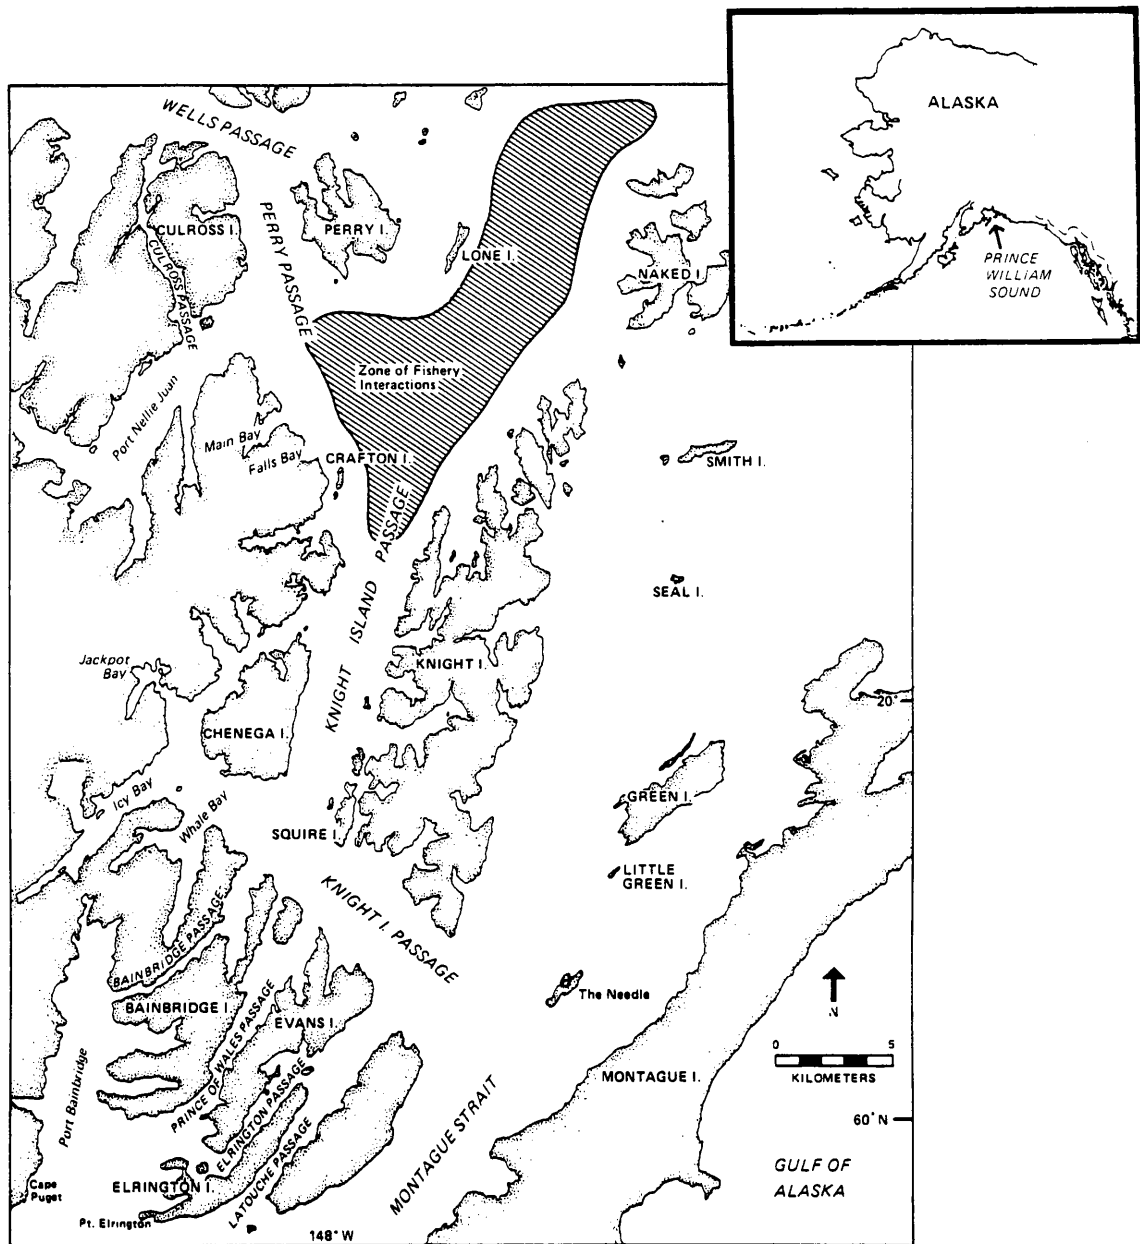 ALASKA
PRINCE
WILLIAM
SOUND
WELLS PASSAGE
CULROSS I.
PERRY I.
PERRY PASSAGE
LONE I.
NAKED I.
CULROSS PASSAGE
Zone of Fishery
Interactions
Port Nellie Juan
Main Bay
Falls Bay
CRAFTON I.
SMITH I.
KNIGHT ISLAND PASSAGE
SEAL I.
Jackpot
Bay
KNIGHT I.
20°
CHENEGA I.
Icy Bay
Whale Bay
GREEN I.
SQUIRE I.
LITTLE
GREEN I.
KNIGHT I. PASSAGE
BAINBRIDGE PASSAGE
The Needle
BAINBRIDGE I.
EVANS I.
N
0 5
KILOMETERS
PRINCE OF WALES PASSAGE
Port Bainbridge
MONTAGUE I.
ELRINGTON PASSAGE
60° N
MONTAGUE STRAIT
LATOUCHE PASSAGE
GULF OF
ALASKA
Cape
Puget
ELRINGTON I.
Pt. Elrington
148° W